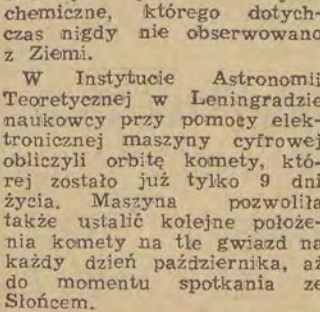 chemiczne, którego dotych-
czas nigdy nie obserwowano
z Ziemi.
W Instytucie Astronomii
Teoretycznej w Leningradzie
naukowcy przy pomocy elek-
tronicznej maszyny cyfrowej
obliczyli orbitę komety, któ-
rej zostało już tylko 9 dni
życia. Maszyna pozwoliła
także ustalić kolejne położe-
nia komety na tle gwiazd na
każdy dzień października, aż
do momentu spotkania ze
Słońcem.